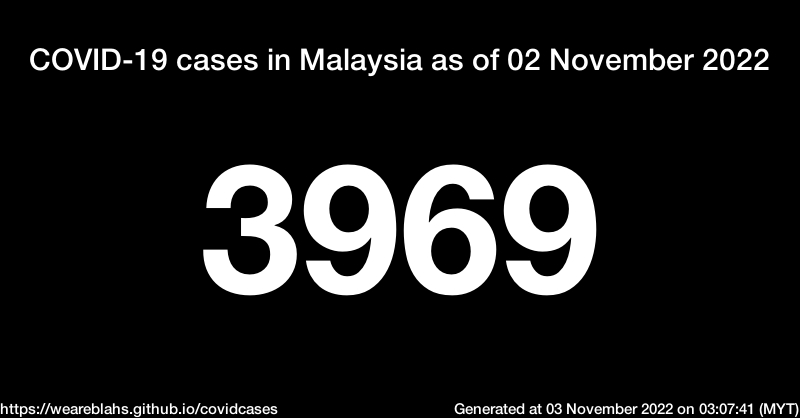 COVID-19 cases in Malaysia as of 02 November 2022
3969
https://weareblahs.github.io/covidcases
Generated at 03 November 2022 on 03:07:41 (MYT)